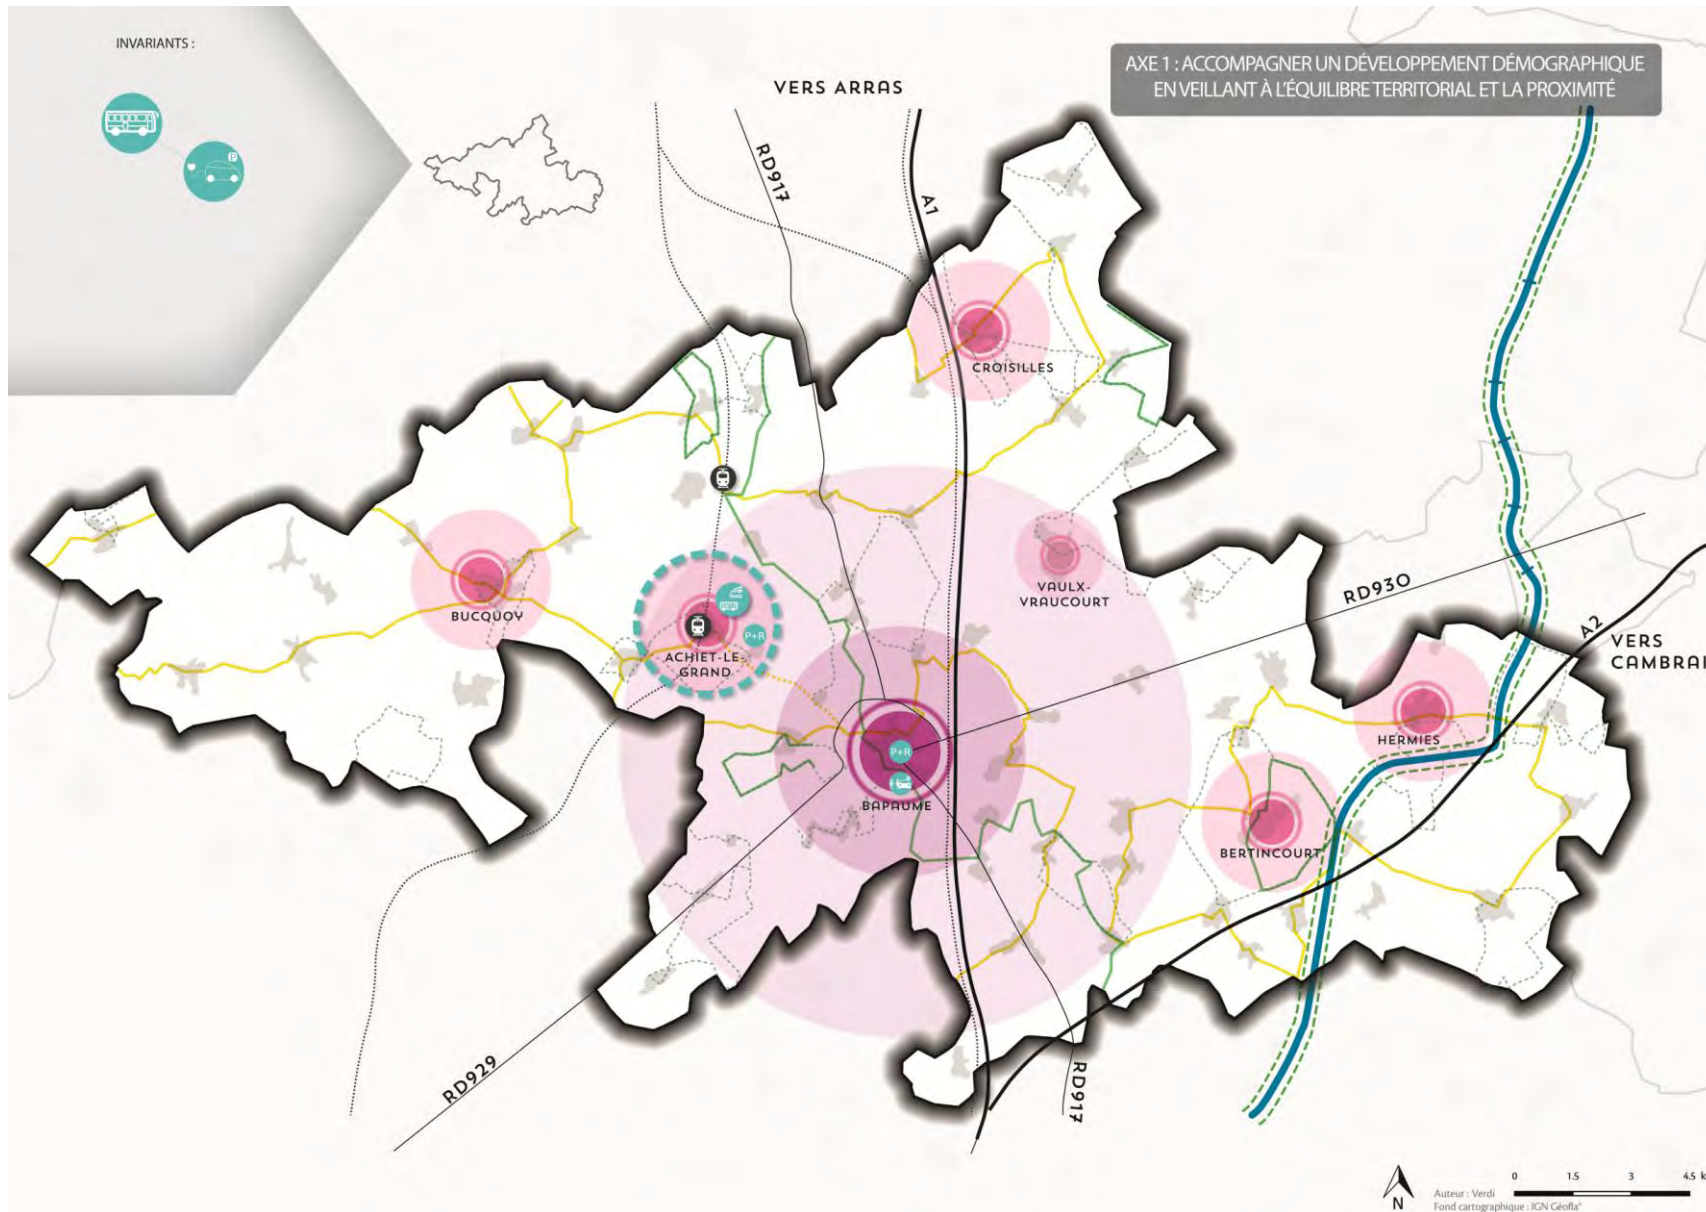 INVARIANTS :
P
AXE 1 : ACCOMPAGNER UN DÉVELOPPEMENT DÉMOGRAPHIQUE
EN VEILLANT À L'ÉQUILIBRE TERRITORIAL ET LA PROXIMITÉ
VERS ARRAS
RD917
A1
CROISILLES
BUCQUOY
P+R
ACHIET-LE-
GRAND
VAULX-
VRAUCOURT
RD930
A2
VERS
CAMBRAI
HERMIES
P+R
BAPAUME
BERTINCOURT
RD929
RD917
N
0 1.5 3 4.5 k
Auteur : Verdi
Fond cartographique : IGN Géofla®